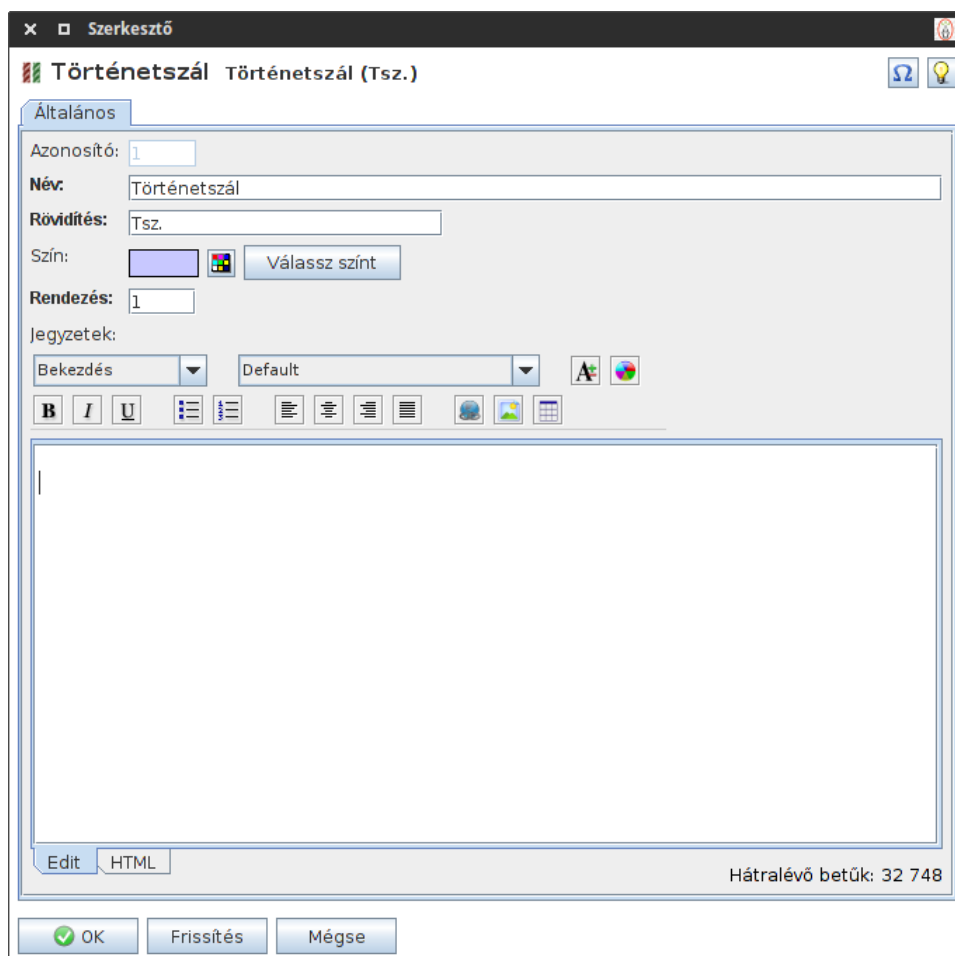 Szerkesztő
Történetszál Történetszál (Tsz.) Ω
Általános
Azonosító: 1
Név: Történetszál
Rövidítés: Tsz.
Szín: Válassz színt
Rendezés: 1
Jegyzetek:
Bekezdés Default A
B I U
Edit HTML
Hátralévő betűk: 32 748
OK Frissítés Mégse